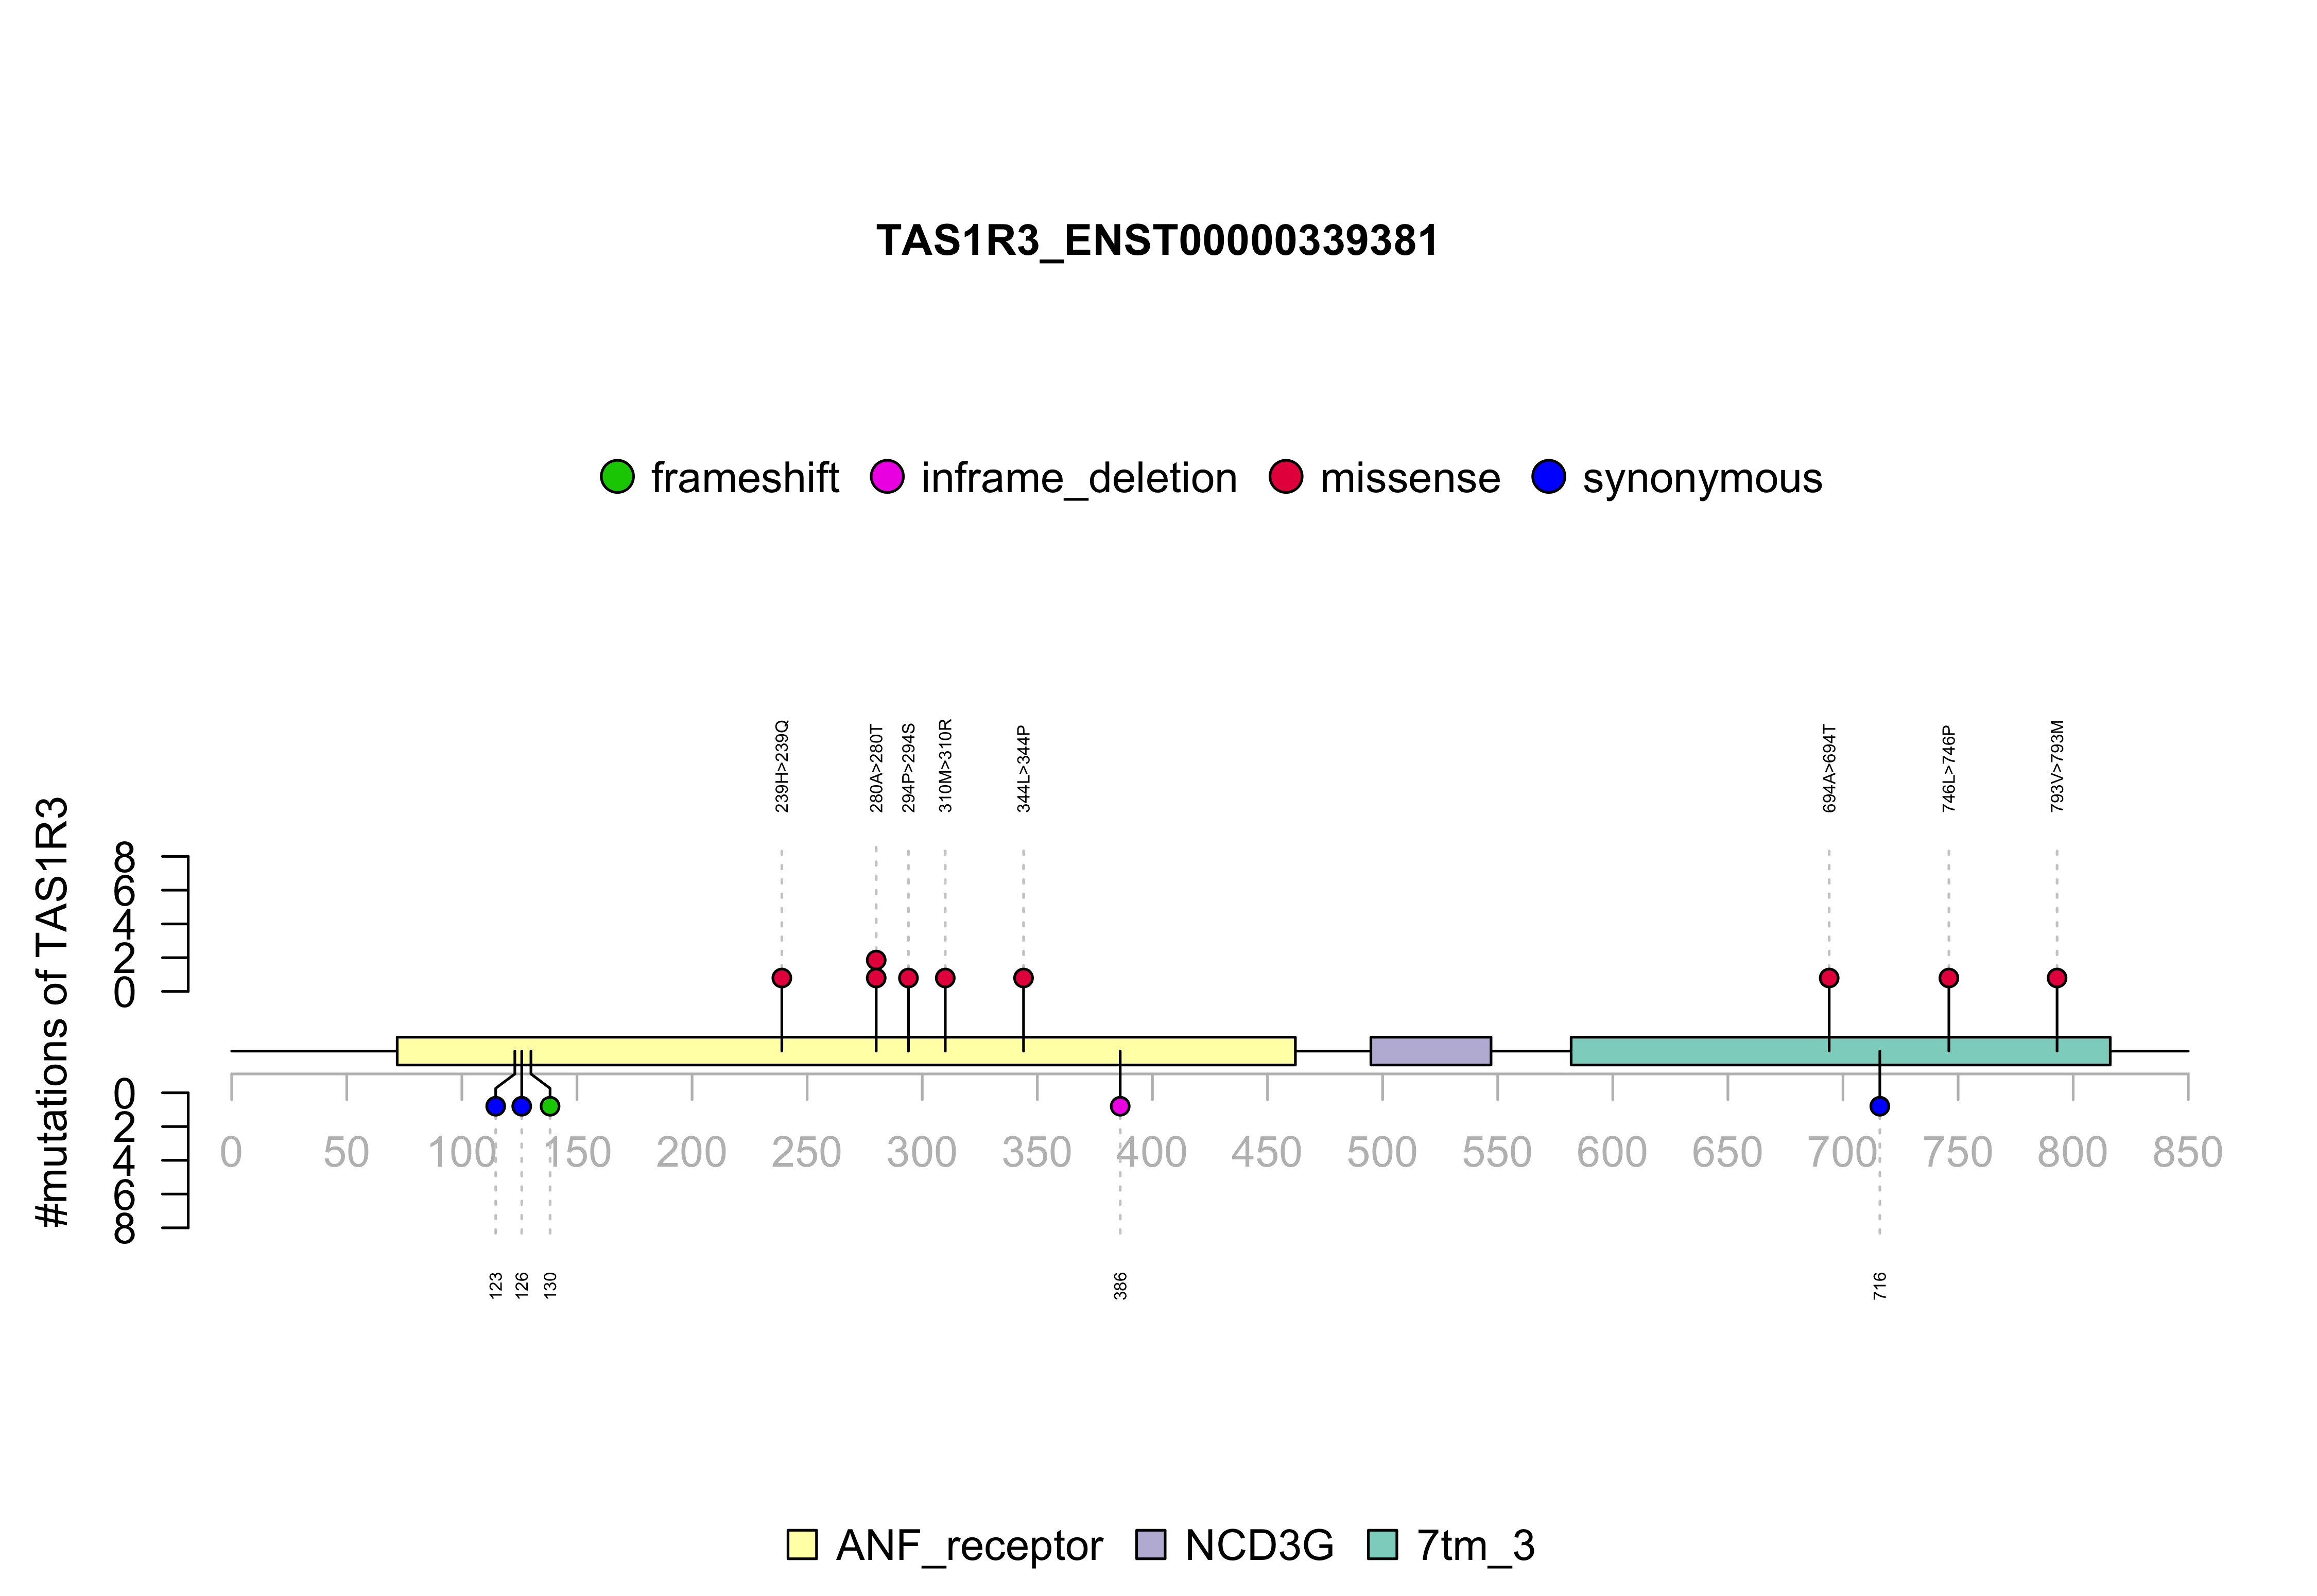 TAS1R3_ENST00000339381
frameshift inframe_deletion missense synonymous
239H>239Q 280A>280T 294P>294S 310M>310R 344L>344P 694A>694T 746L>746P 793V>793M
#mutations of TAS1R3
8
6
4
2
0
0
2
4
6
8
0 50 100 150 200 250 300 350 400 450 500 550 600 650 700 750 800 850
123 126 130 386 716
ANF_receptor NCD3G 7tm_3